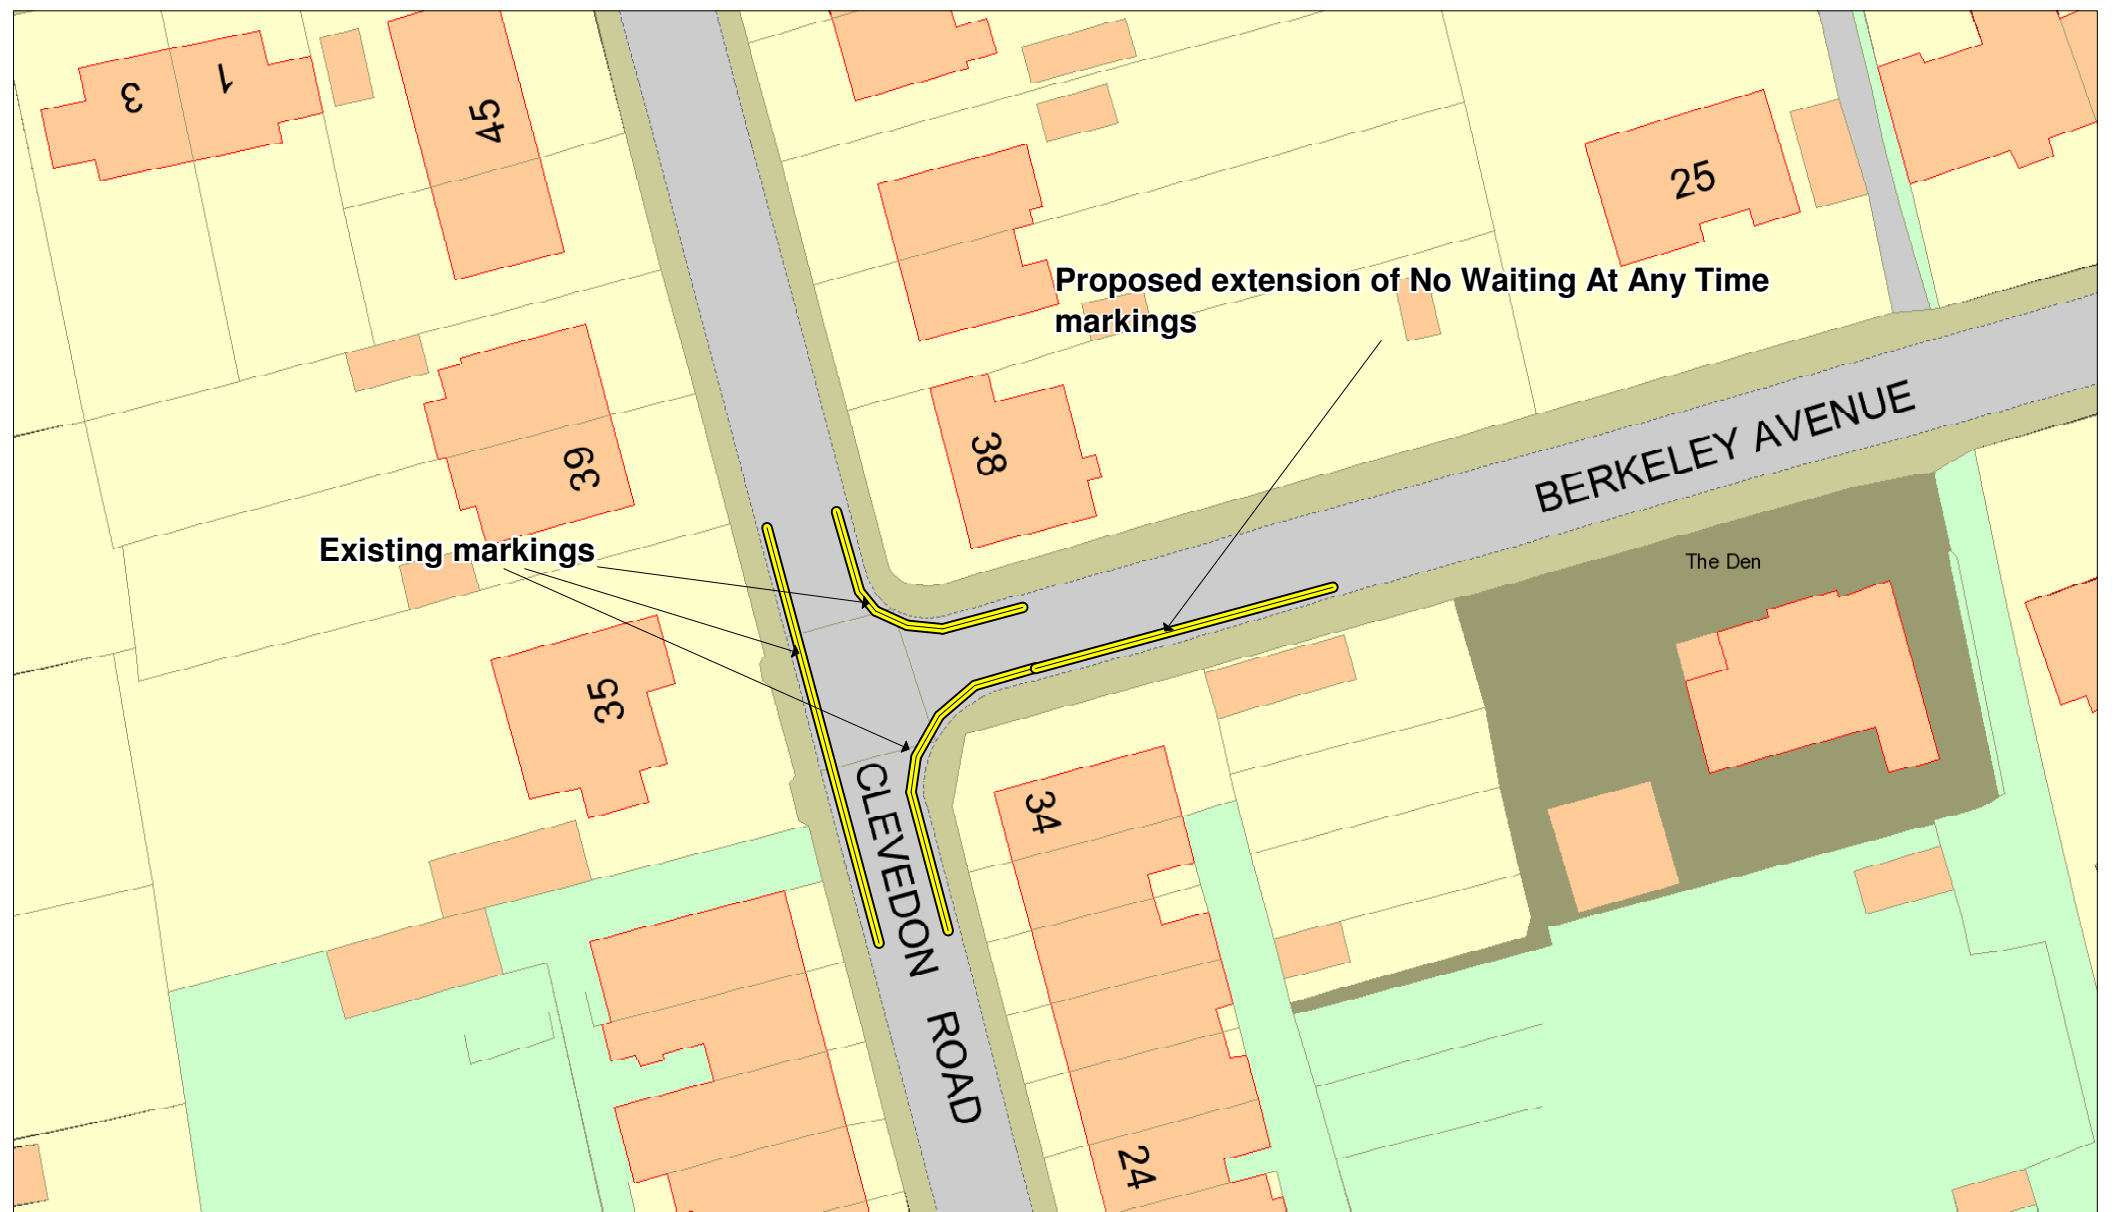 3
1
45
25
Proposed extension of No Waiting At Any Time
markings
BERKELEY AVENUE
38
39
Existing markings
The Den
35
34
CLEVEDON ROAD
24